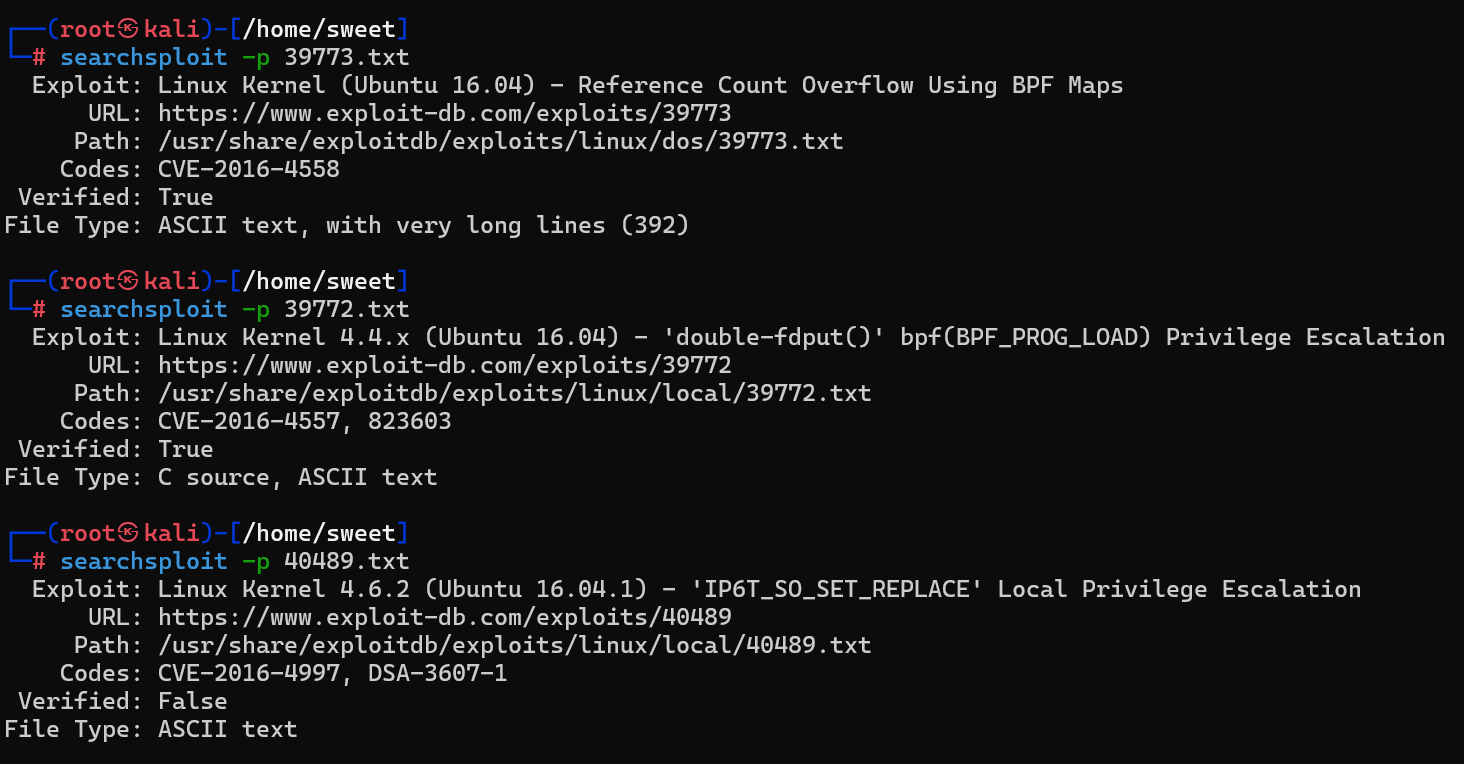 ┌──(root㉿kali)-[/home/sweet]
└─# searchsploit -p 39773.txt
  Exploit: Linux Kernel (Ubuntu 16.04) - Reference Count Overflow Using BPF Maps
      URL: https://www.exploit-db.com/exploits/39773
     Path: /usr/share/exploitdb/exploits/linux/dos/39773.txt
    Codes: CVE-2016-4558
 Verified: True
File Type: ASCII text, with very long lines (392)

┌──(root㉿kali)-[/home/sweet]
└─# searchsploit -p 39772.txt
  Exploit: Linux Kernel 4.4.x (Ubuntu 16.04) - 'double-fdput()' bpf(BPF_PROG_LOAD) Privilege Escalation
      URL: https://www.exploit-db.com/exploits/39772
     Path: /usr/share/exploitdb/exploits/linux/local/39772.txt
    Codes: CVE-2016-4557, 823603
 Verified: True
File Type: C source, ASCII text

┌──(root㉿kali)-[/home/sweet]
└─# searchsploit -p 40489.txt
  Exploit: Linux Kernel 4.6.2 (Ubuntu 16.04.1) - 'IP6T_SO_SET_REPLACE' Local Privilege Escalation
      URL: https://www.exploit-db.com/exploits/40489
     Path: /usr/share/exploitdb/exploits/linux/local/40489.txt
    Codes: CVE-2016-4997, DSA-3607-1
 Verified: False
File Type: ASCII text